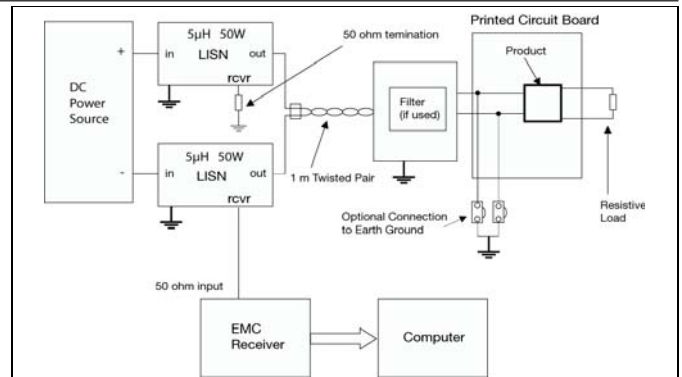 Printed Circuit Board
5µH 50W
LISN
in
out
rcvr
50 ohm temination
Product
DC
Power
Source
+
-
Filter
(if used)
5µH 50W
LISN
in
out
rcvr
1 m Twisted Pair
Optional Connection
to Earth Ground
Resistive
Load
50 ohm input
EMC
Receiver
Computer